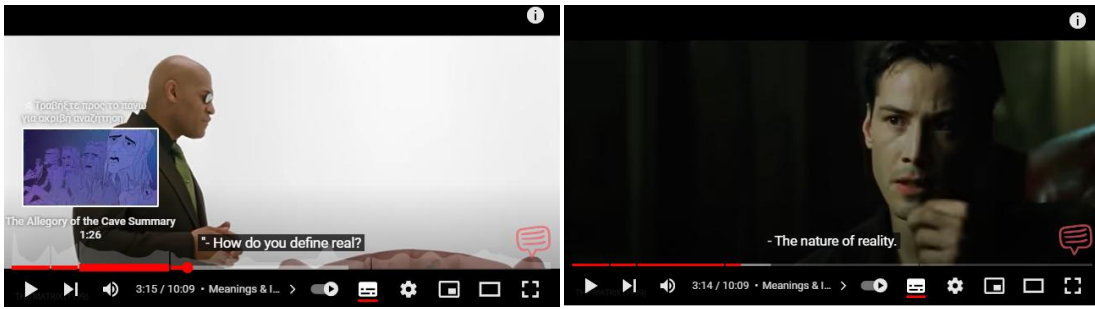 Τραβήξτε προς τα πάνω
για ακριβή αναζήτηση
The Allegory of the Cave Summary
1:26
"- How do you define real?
3:15 / 10:09 • Meanings & I...
- The nature of reality.
3:14 / 10:09 • Meanings & I...